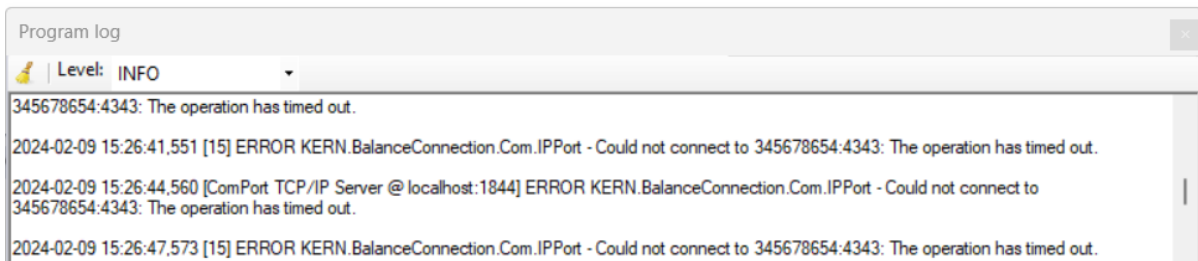 Program log
Level: INFO
345678654:4343: The operation has timed out.
2024-02-09 15:26:41,551 [15] ERROR KERN.BalanceConnection.Com.IPPort - Could not connect to 345678654:4343: The operation has timed out.
2024-02-09 15:26:44,560 [ComPort TCP/IP Server @ localhost:1844] ERROR KERN.BalanceConnection.Com.IPPort - Could not connect to
345678654:4343: The operation has timed out.
2024-02-09 15:26:47,573 [15] ERROR KERN.BalanceConnection.Com.IPPort - Could not connect to 345678654:4343: The operation has timed out.